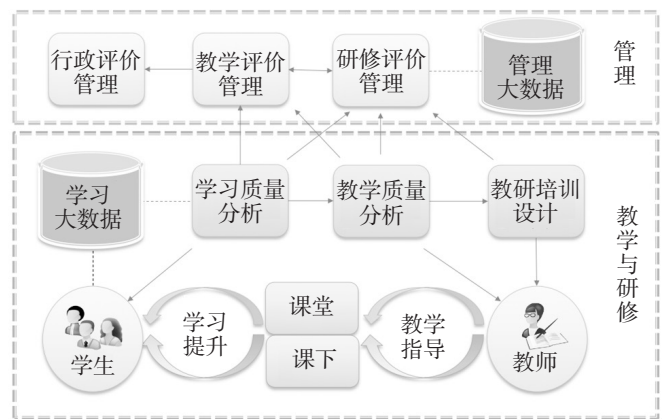 行政评价
管理
教学评价
管理
研修评价
管理
管理
大数据
管
理
学习
大数据
学习质量
分析
教学质量
分析
教研培训
设计
教
学
与
研
修
学生
学习
提升
课堂
课下
教学
指导
教师